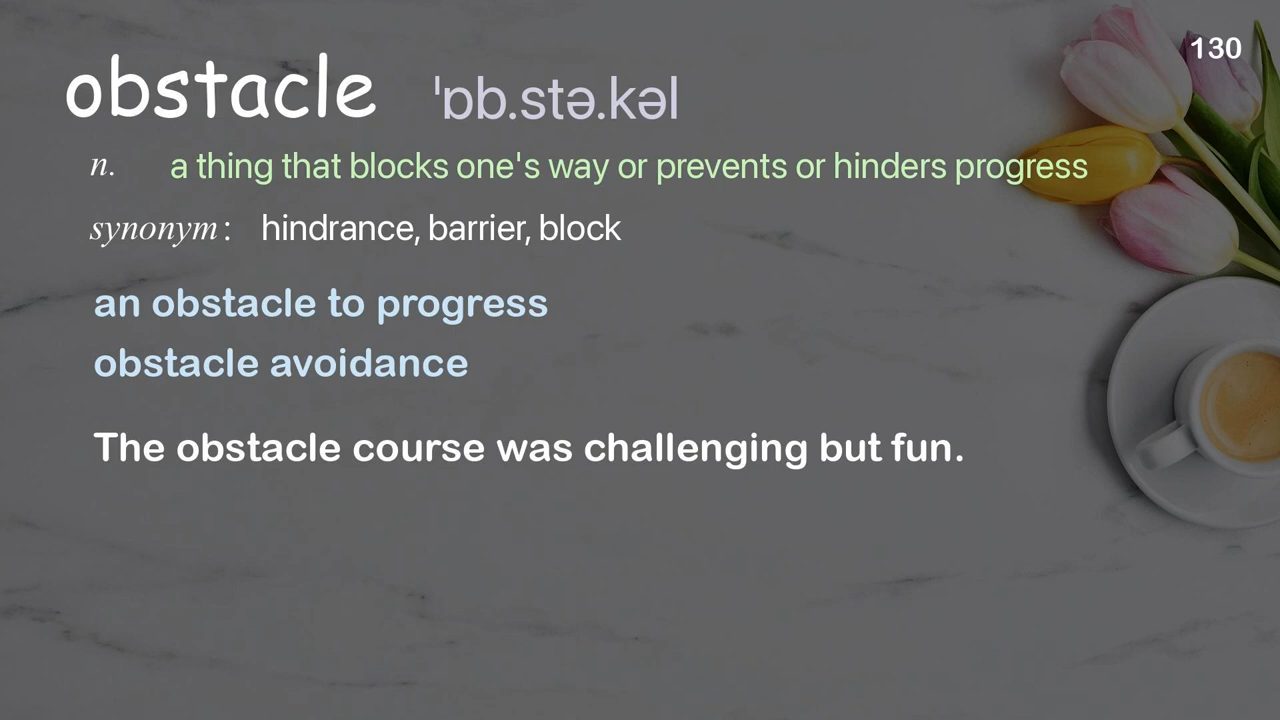 130
obstacle ˈɒb.stə.kəl
n. a thing that blocks one's way or prevents or hinders progress
synonym: hindrance, barrier, block
an obstacle to progress
obstacle avoidance
The obstacle course was challenging but fun.